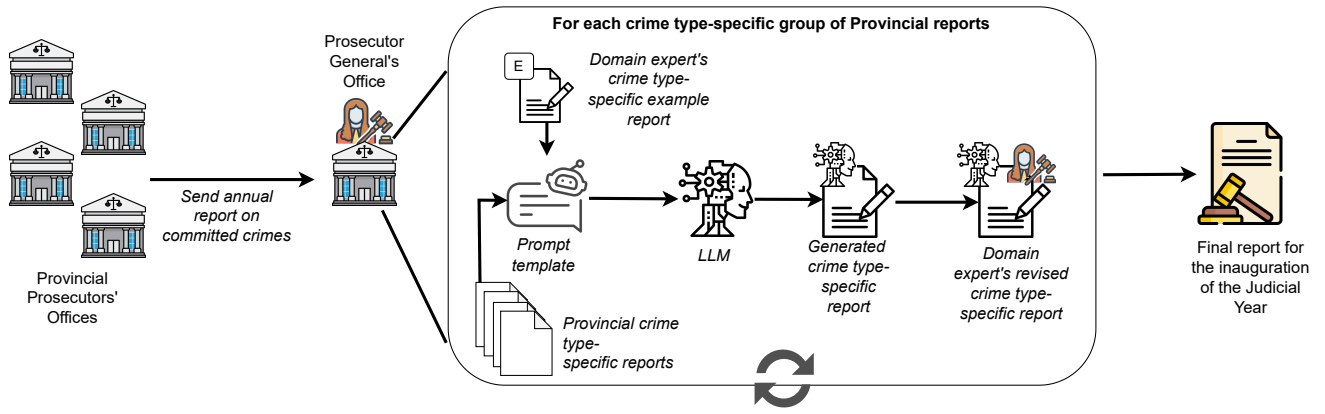 For each crime type-specific group of Provincial reports
Prosecutor
General's
Office
E
Domain expert's
crime type-
specific example
report
Send annual
report on
committed crimes
Provincial
Prosecutors'
Offices
Prompt
template
LLM
Generated
crime type-
specific
report
Domain
expert's revised
crime type-
specific report
Provincial crime
type-
specific reports
Final report for
the inauguration
of the Judicial
Year